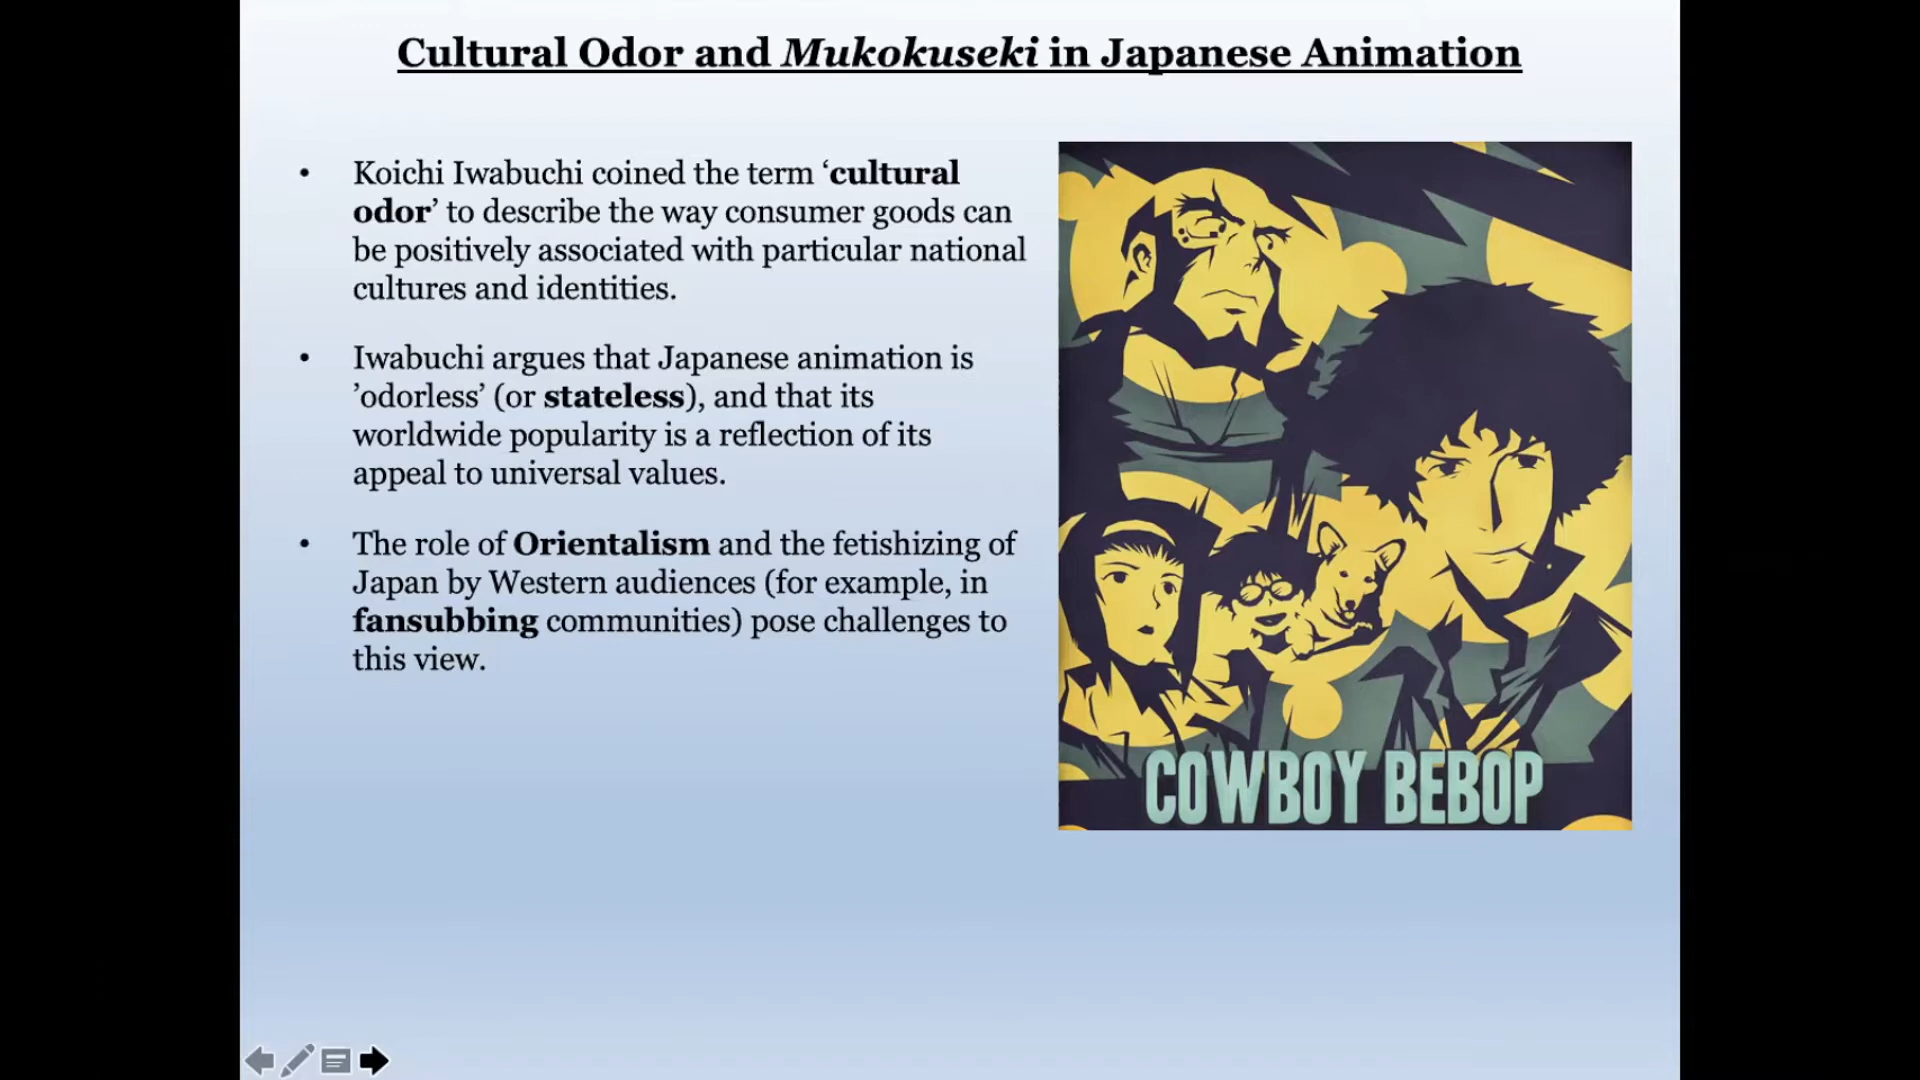 Cultural Odor and Mukokuseki in Japanese Animation
• Koichi Iwabuchi coined the term ‘cultural
odor’ to describe the way consumer goods can
be positively associated with particular national
cultures and identities.
• Iwabuchi argues that Japanese animation is
’odorless’ (or stateless), and that its
worldwide popularity is a reflection of its
appeal to universal values.
• The role of Orientalism and the fetishizing of
Japan by Western audiences (for example, in
fansubbing communities) pose challenges to
this view.
COWBOY BEBOP